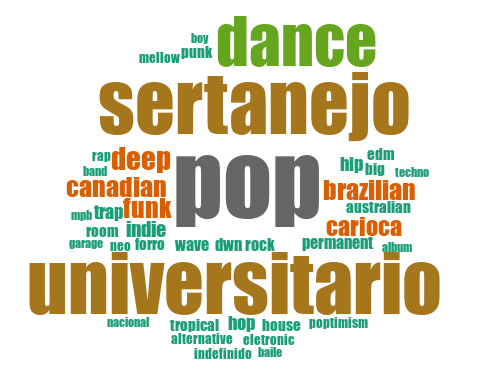 boy
mellow punk dance
sertanejo
rap deep pop hip edm
band big techno
canadian brazilian
mpb trap funk australian
room indie carioca
garage neo forro wave dwn rock permanent album
universitario
nacional tropical hop house poptimism
alternative eletronic
indefinido baile